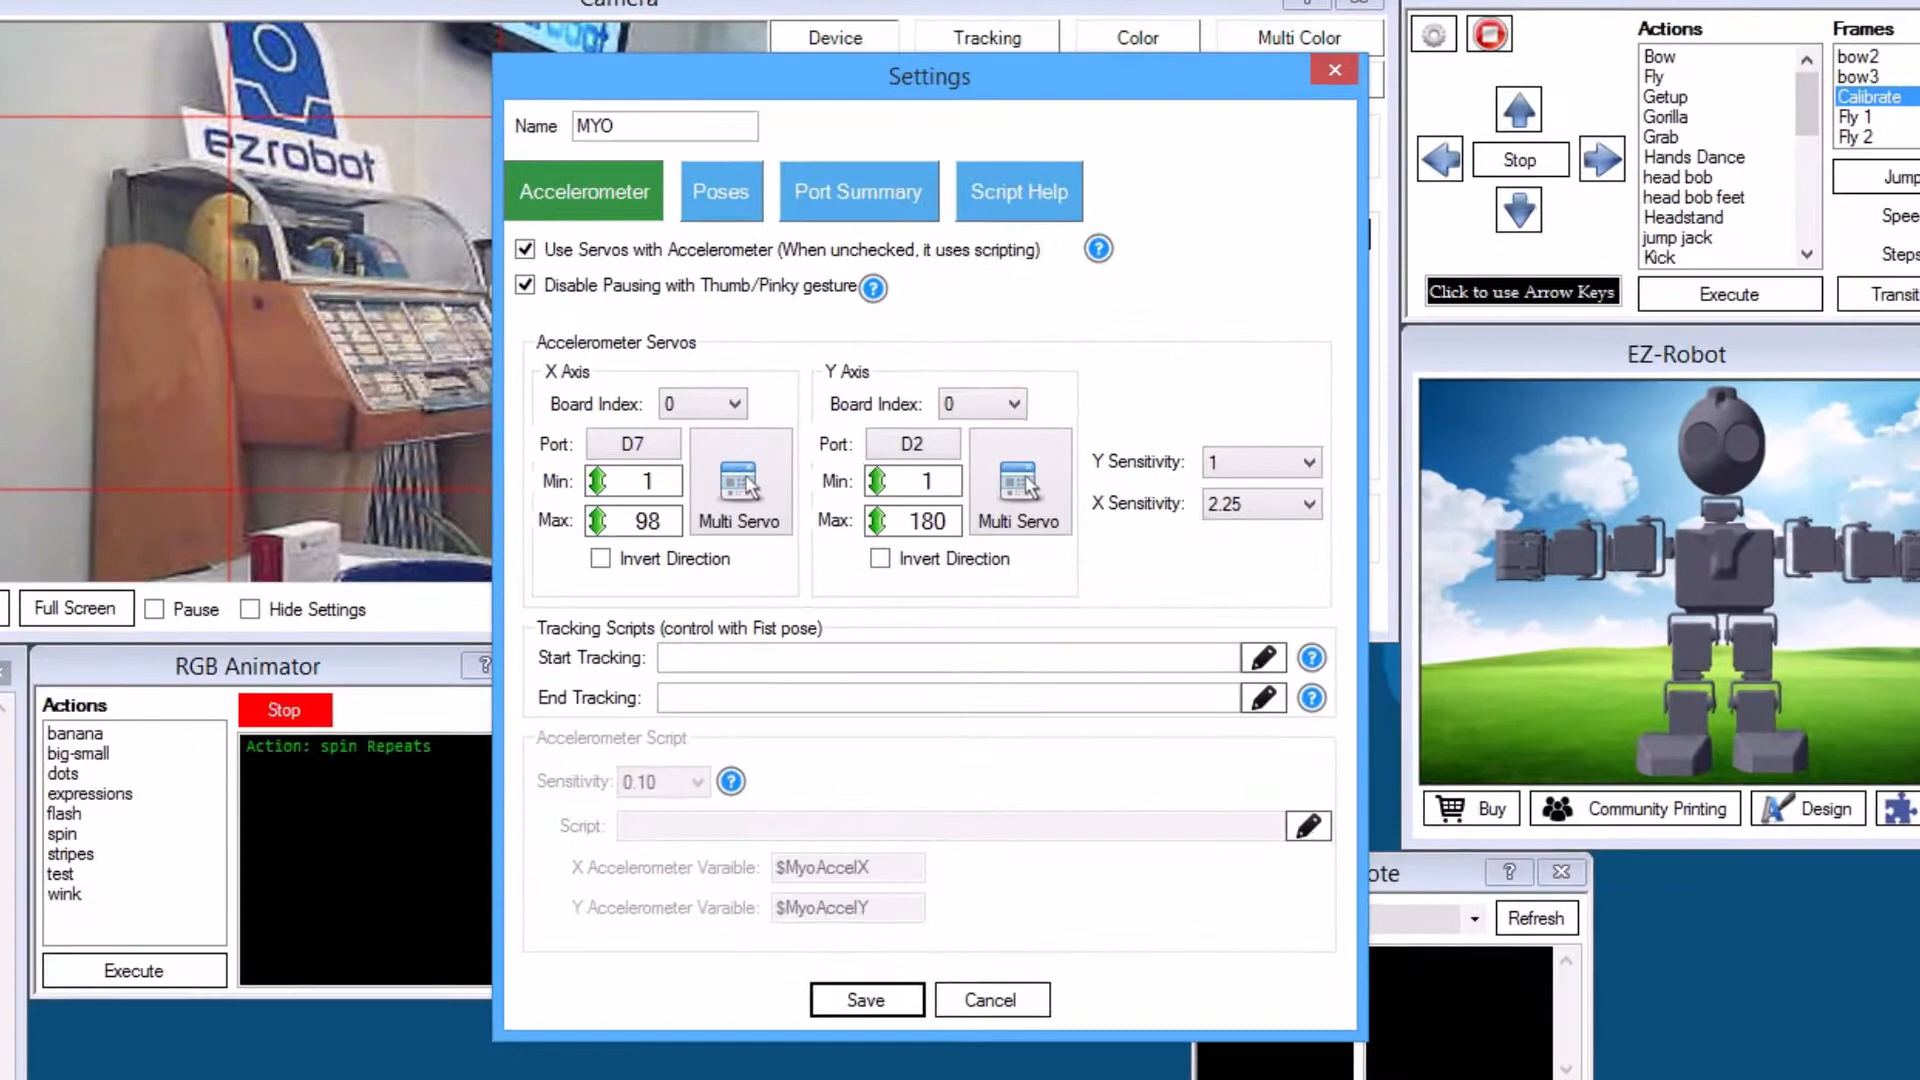 Camera
?
Device
Tracking
Color
Multi Color
ezrobot
Full Screen
Pause
Hide Settings
RGB Animator
?
Actions
banana
big-small
dots
expressions
flash
spin
stripes
test
wink
Execute
Stop
Action: spin Repeats
Settings
Name
MYO
Accelerometer
Poses
Port Summary
Script Help
Use Servos with Accelerometer (When unchecked, it uses scripting)
?
Disable Pausing with Thumb/Pinky gesture
?
Accelerometer Servos
X Axis
Board Index:
0
Port:
D7
Min:
1
Max:
98
Multi Servo
Invert Direction
Y Axis
Board Index:
0
Port:
D2
Min:
1
Max:
180
Multi Servo
Invert Direction
Y Sensitivity:
1
X Sensitivity:
2.25
Tracking Scripts (control with Fist pose)
Start Tracking:
?
End Tracking:
?
Accelerometer Script
Sensitivity:
0.10
?
Script:
X Accelerometer Varaible:
$MyoAccelX
Y Accelerometer Varaible:
$MyoAccelY
Save
Cancel
Stop
Click to use Arrow Keys
Actions
Bow
Fly
Getup
Gorilla
Grab
Hands Dance
head bob
head bob feet
Headstand
jump jack
Kick
Execute
Frames
bow2
bow3
Calibrate
Fly 1
Fly 2
Jump
Spee
Steps
Transit
EZ-Robot
Buy
Community Printing
Design
ote
?
Refresh